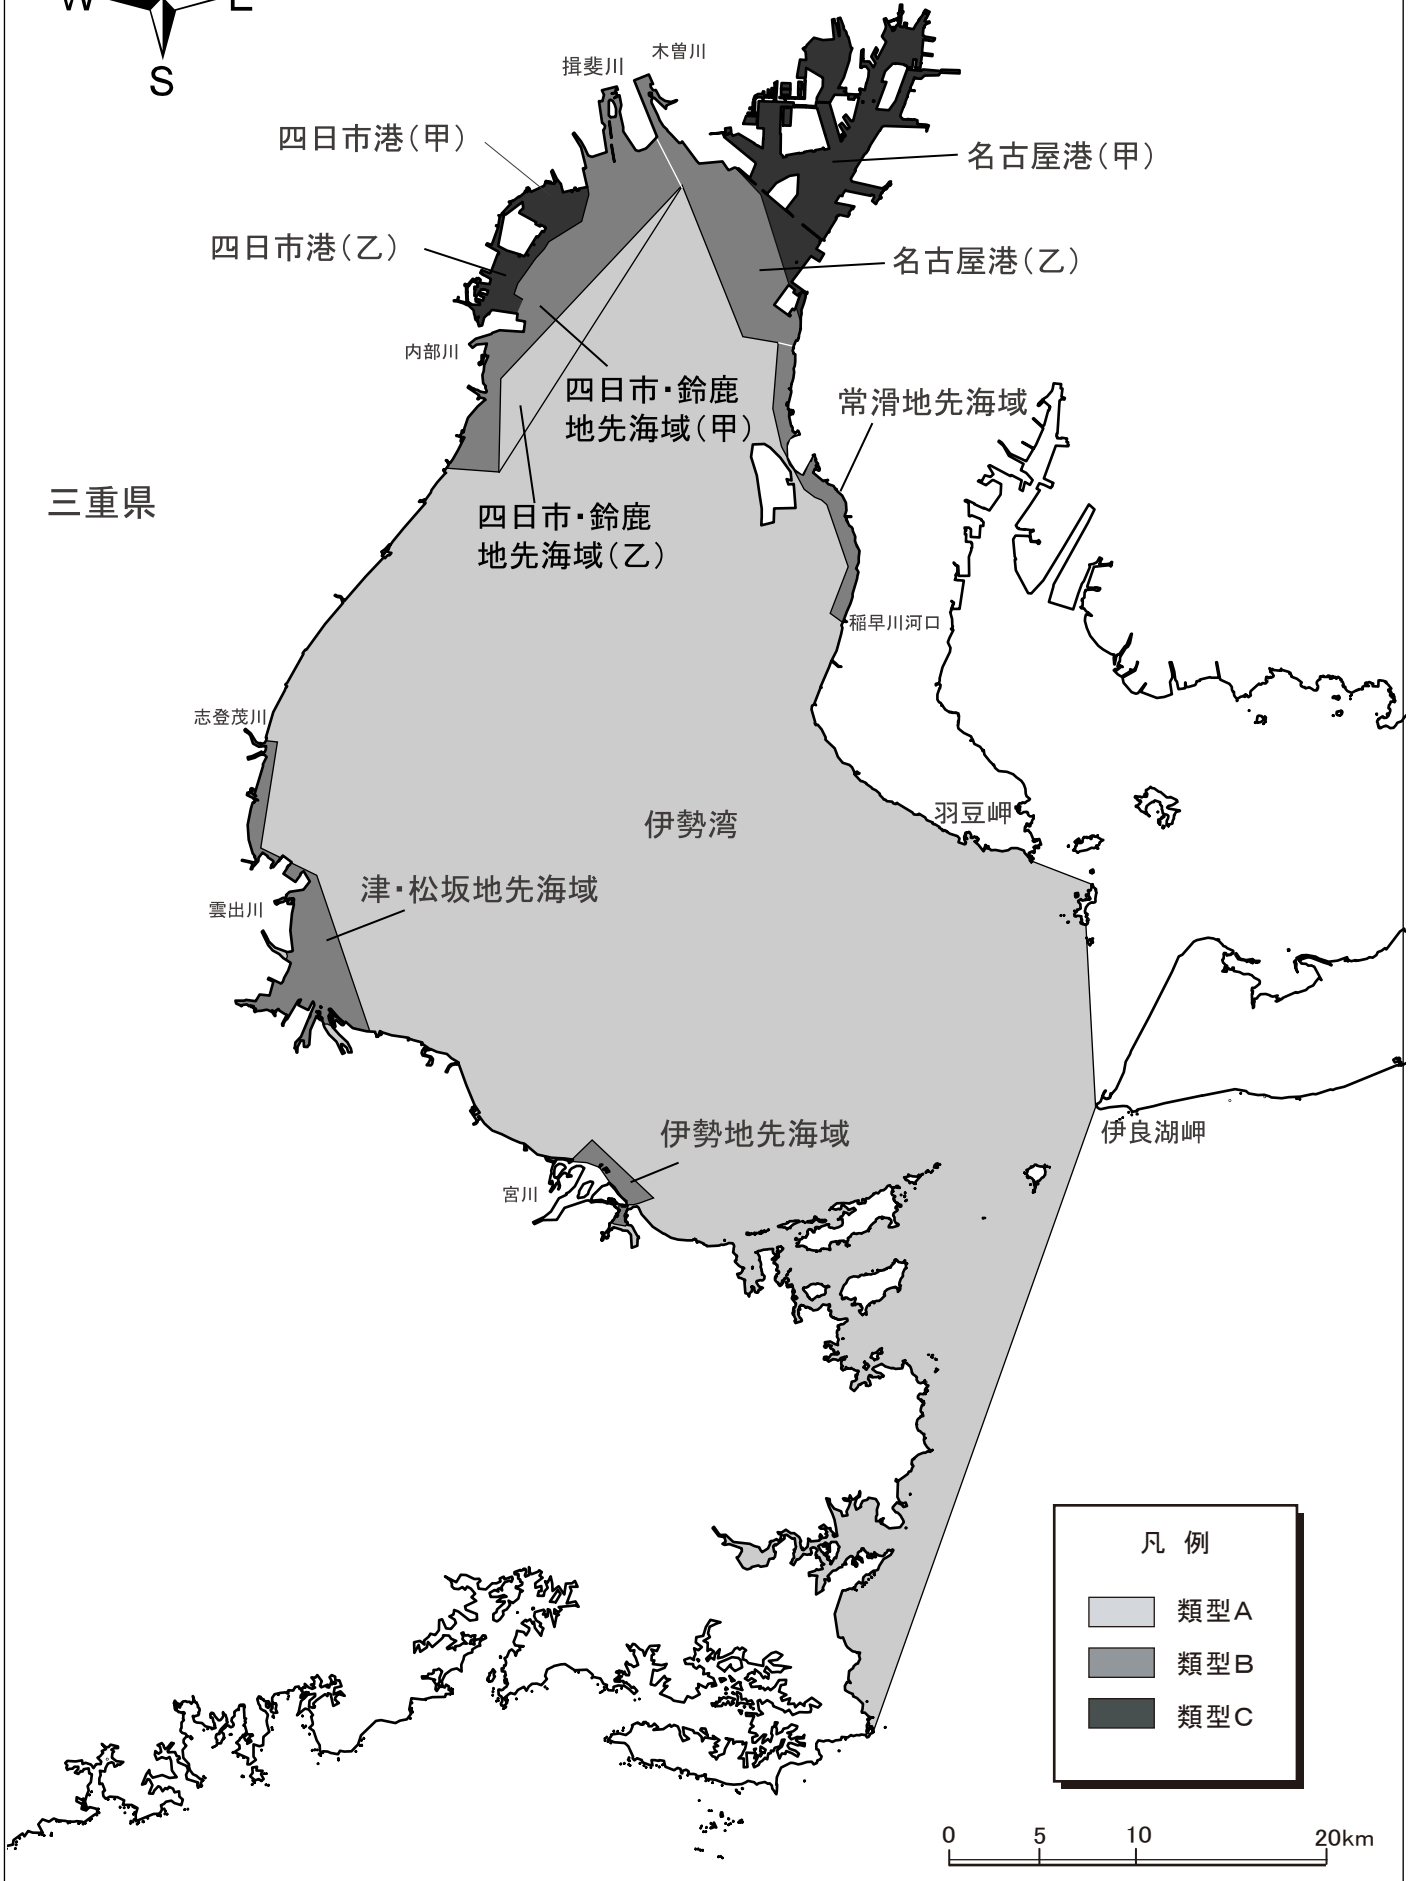 W
E
S
木曽川
揖斐川
四日市港(甲)
名古屋港(甲)
四日市港(乙)
名古屋港(乙)
内部川
四日市・鈴鹿
地先海域(甲)
常滑地先海域
三重県
四日市・鈴鹿
地先海域(乙)
稲早川河口
志登茂川
羽豆岬
伊勢湾
津・松坂地先海域
雲出川
伊勢地先海域
伊良湖岬
宮川
凡 例
類型A
類型B
類型C
0 5 10 20km